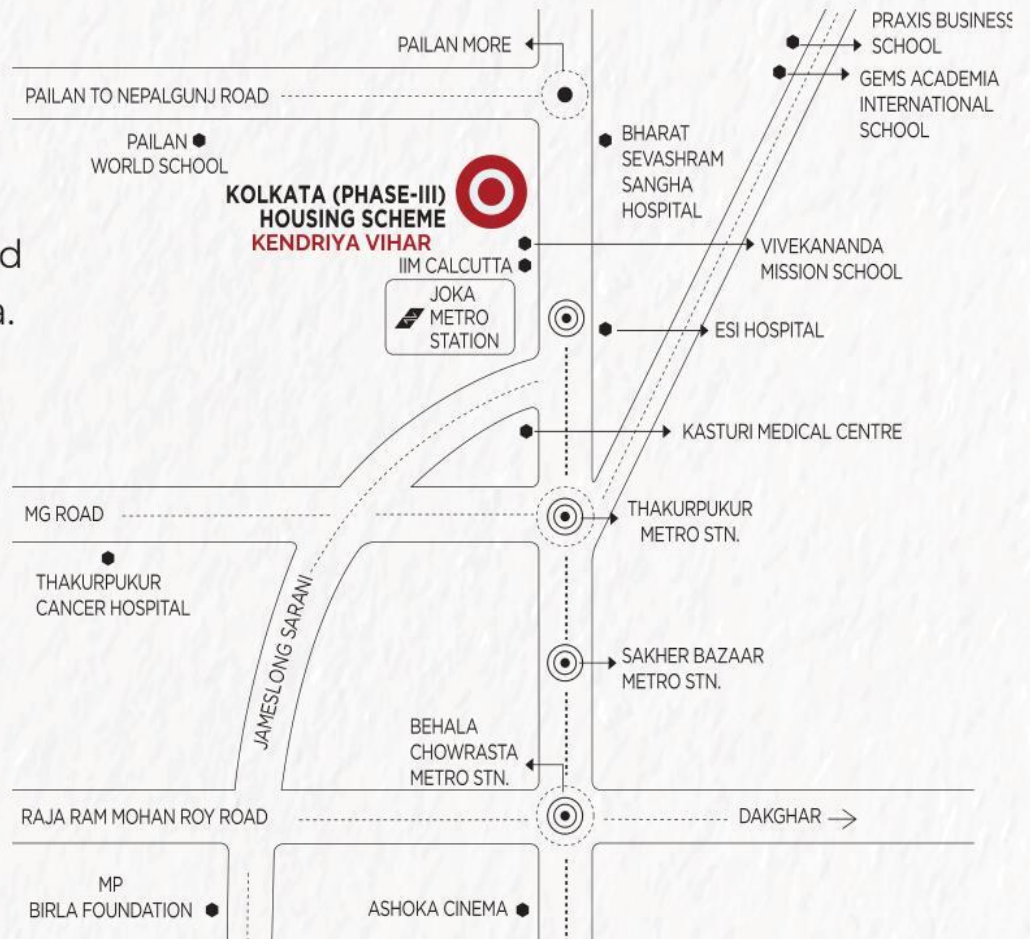 PRAXIS BUSINESS
SCHOOL
PAILAN MORE
GEMS ACADEMIA
INTERNATIONAL
SCHOOL
PAILAN TO NEPALGUNJ ROAD
PAILAN
WORLD SCHOOL
BHARAT
SEVASHRAM
SANGHA
HOSPITAL
KOLKATA (PHASE-III)
HOUSING SCHEME
KENDRIYA VIHAR
d
a.
VIVEKANANDA
MISSION SCHOOL
IIM CALCUTTA
JOKA
METRO
STATION
ESI HOSPITAL
KASTURI MEDICAL CENTRE
MG ROAD
THAKURPUKUR
METRO STN.
THAKURPUKUR
CANCER HOSPITAL
JAMESLONG SARANI
SAKHER BAZAAR
METRO STN.
BEHALA
CHOWRASTA
METRO STN.
RAJA RAM MOHAN ROY ROAD
DAKGHAR
MP
BIRLA FOUNDATION
ASHOKA CINEMA